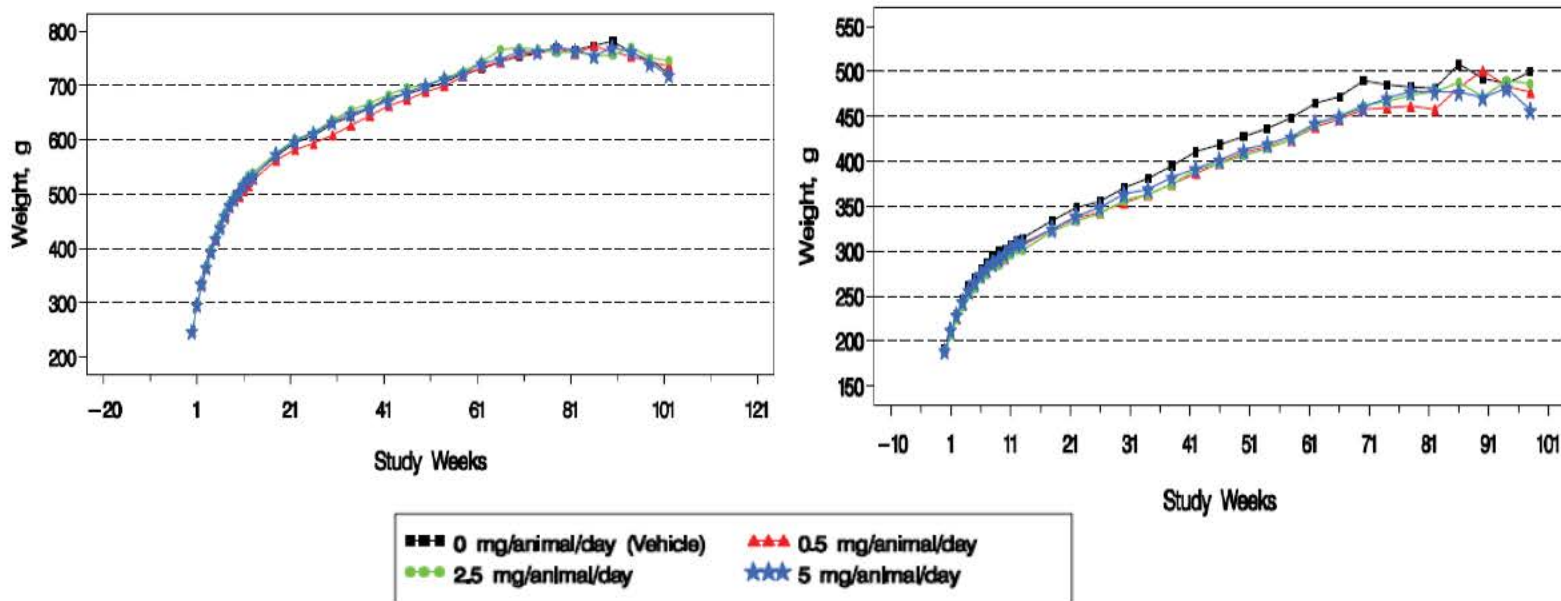 800
700
600
500
400
300
200
Weight, g
−20 1 21 41 61 81 101 121
Study Weeks
550
500
450
400
350
300
250
200
150
Weight, g
−10 1 11 21 31 41 51 61 71 81 91 101
Study Weeks
0 mg/animal/day (Vehicle) 0.5 mg/animal/day
2.5 mg/animal/day 5 mg/animal/day